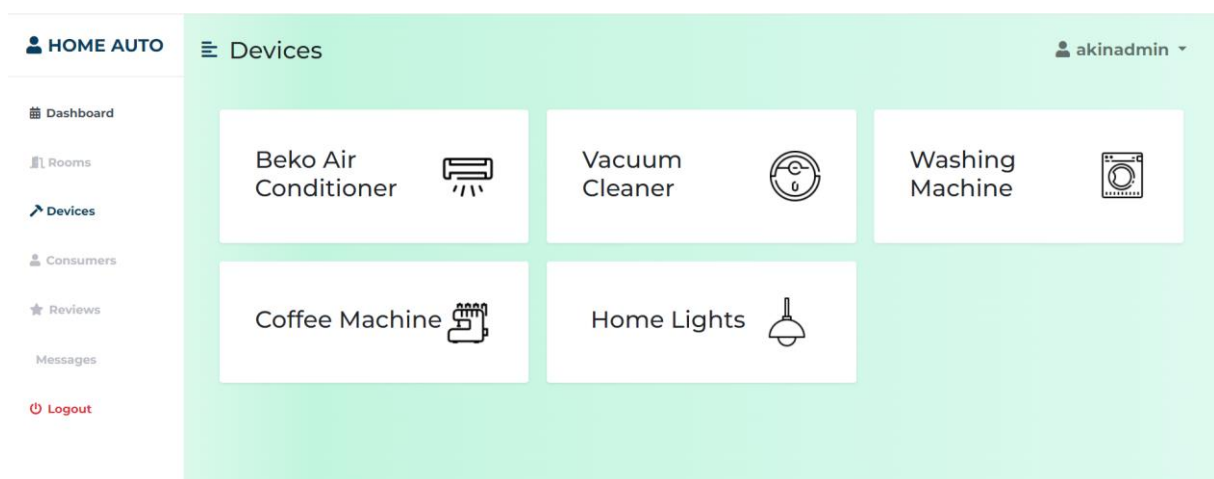 HOME AUTO
Devices
akinadmin
Dashboard
Rooms
Devices
Consumers
Reviews
Messages
Logout
Beko Air
Conditioner
Vacuum
Cleaner
Washing
Machine
Coffee Machine
Home Lights